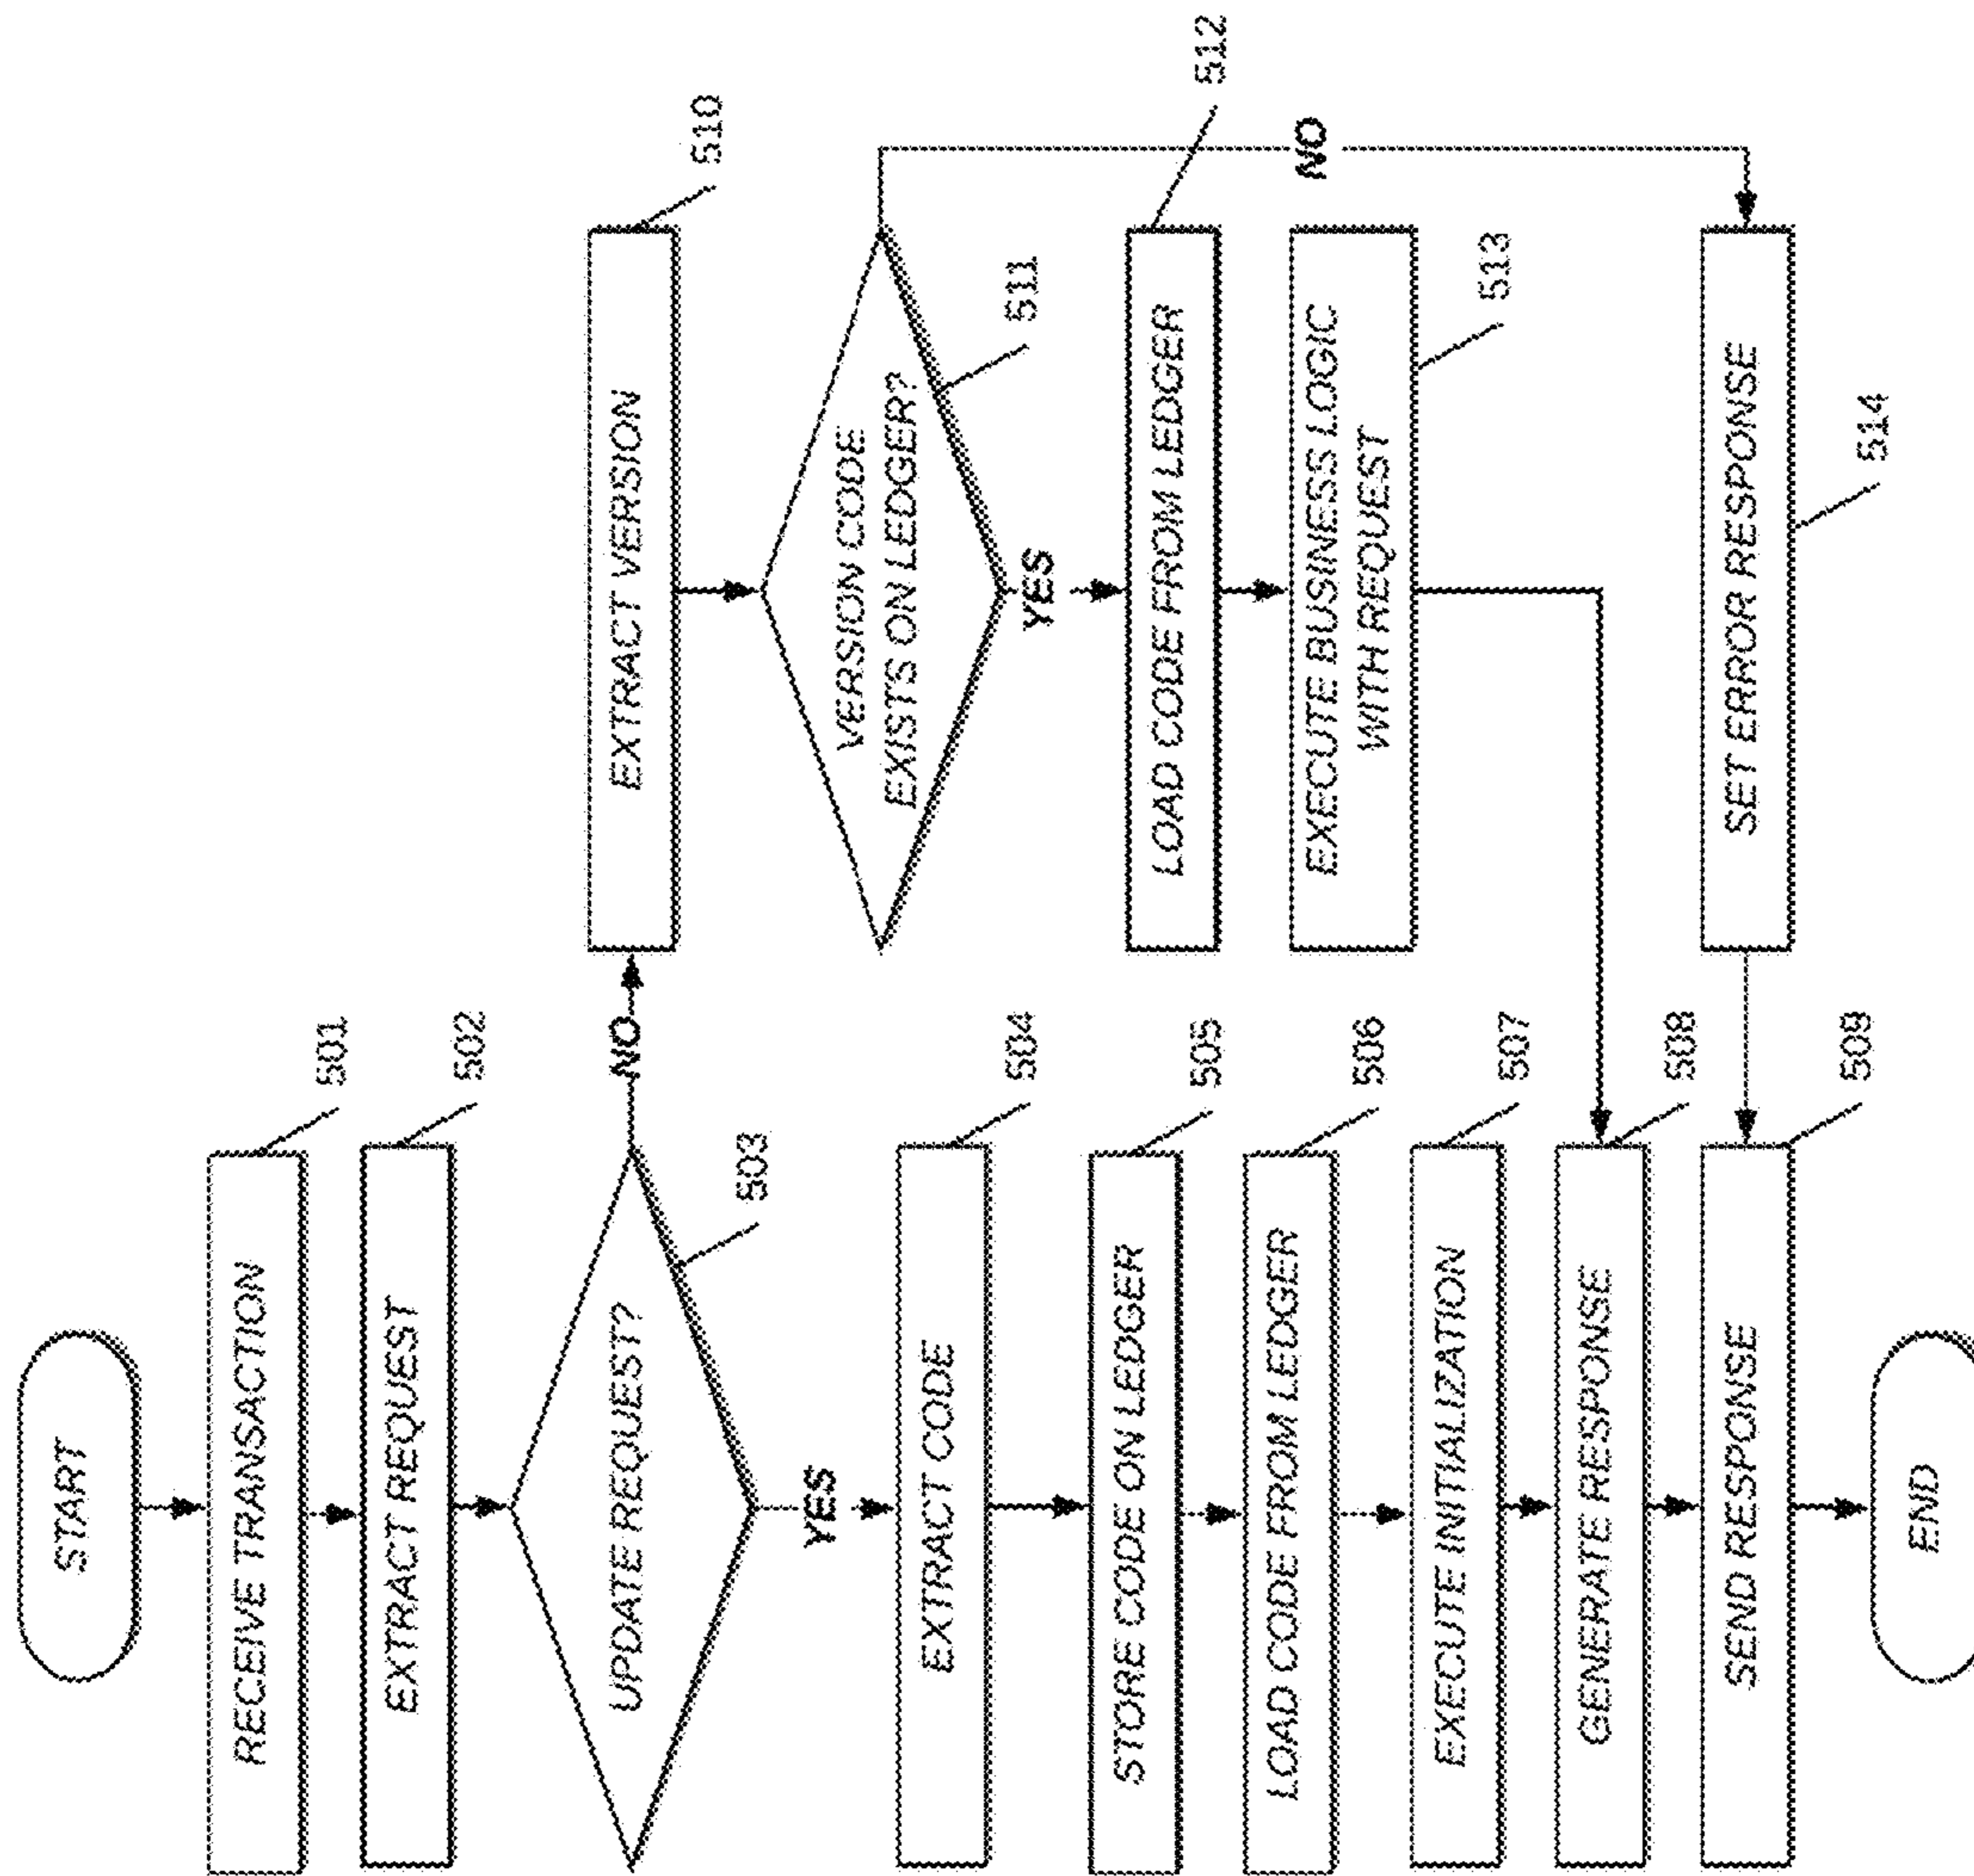 START
RECEIVE TRANSACTION
501
EXTRACT REQUEST
502
UPDATE REQUEST?
503
NO
YES
EXTRACT CODE
504
STORE CODE ON LEDGER
505
LOAD CODE FROM LEDGER
506
EXECUTE INITIALIZATION
507
GENERATE RESPONSE
508
SEND RESPONSE
509
END
EXTRACT VERSION
510
VERSION CODE
EXISTS ON LEDGER?
511
YES
NO
LOAD CODE FROM LEDGER
512
EXECUTE BUSINESS LOGIC
WITH REQUEST
513
SET ERROR RESPONSE
514